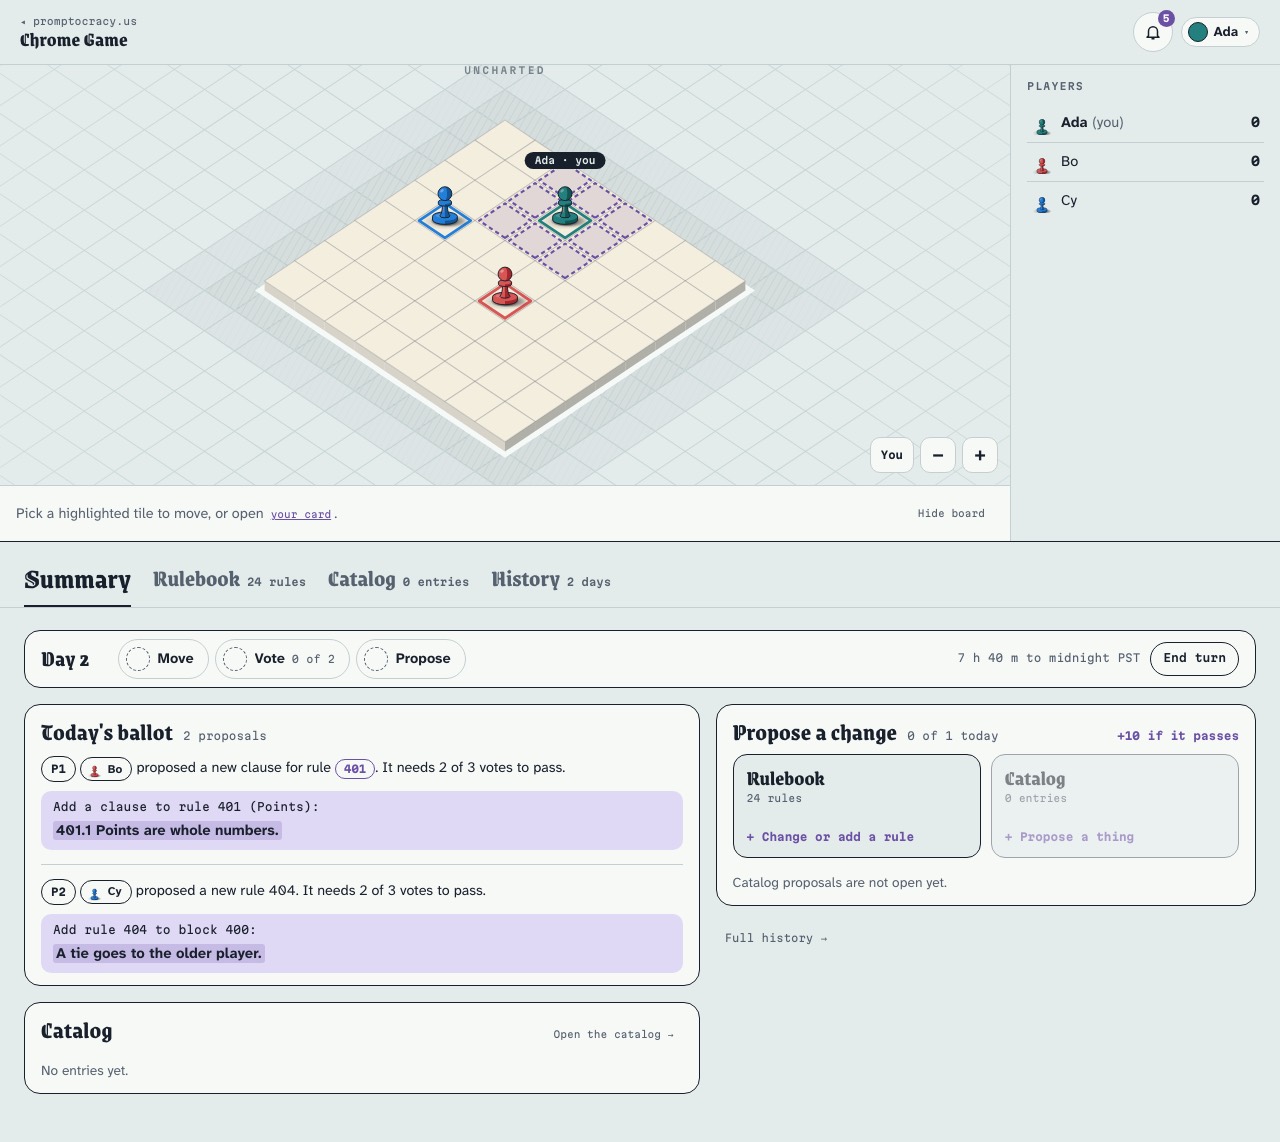 ◂ promptocracy.us
Chrome Game
5
Ada ▾
UNCHARTED
PLAYERS
Ada (you) 0
Bo 0
Cy 0
Ada · you
You − +
Pick a highlighted tile to move, or open your card.
Hide board
Summary Rulebook 24 rules Catalog 0 entries History 2 days
Day 2 Move Vote 0 of 2 Propose 7 h 40 m to midnight PST End turn
Today's ballot 2 proposals
P1 Bo proposed a new clause for rule 401. It needs 2 of 3 votes to pass.
Add a clause to rule 401 (Points):
401.1 Points are whole numbers.
P2 Cy proposed a new rule 404. It needs 2 of 3 votes to pass.
Add rule 404 to block 400:
A tie goes to the older player.
Propose a change 0 of 1 today +10 if it passes
Rulebook
24 rules
+ Change or add a rule
Catalog
0 entries
+ Propose a thing
Catalog proposals are not open yet.
Full history →
Catalog Open the catalog →
No entries yet.